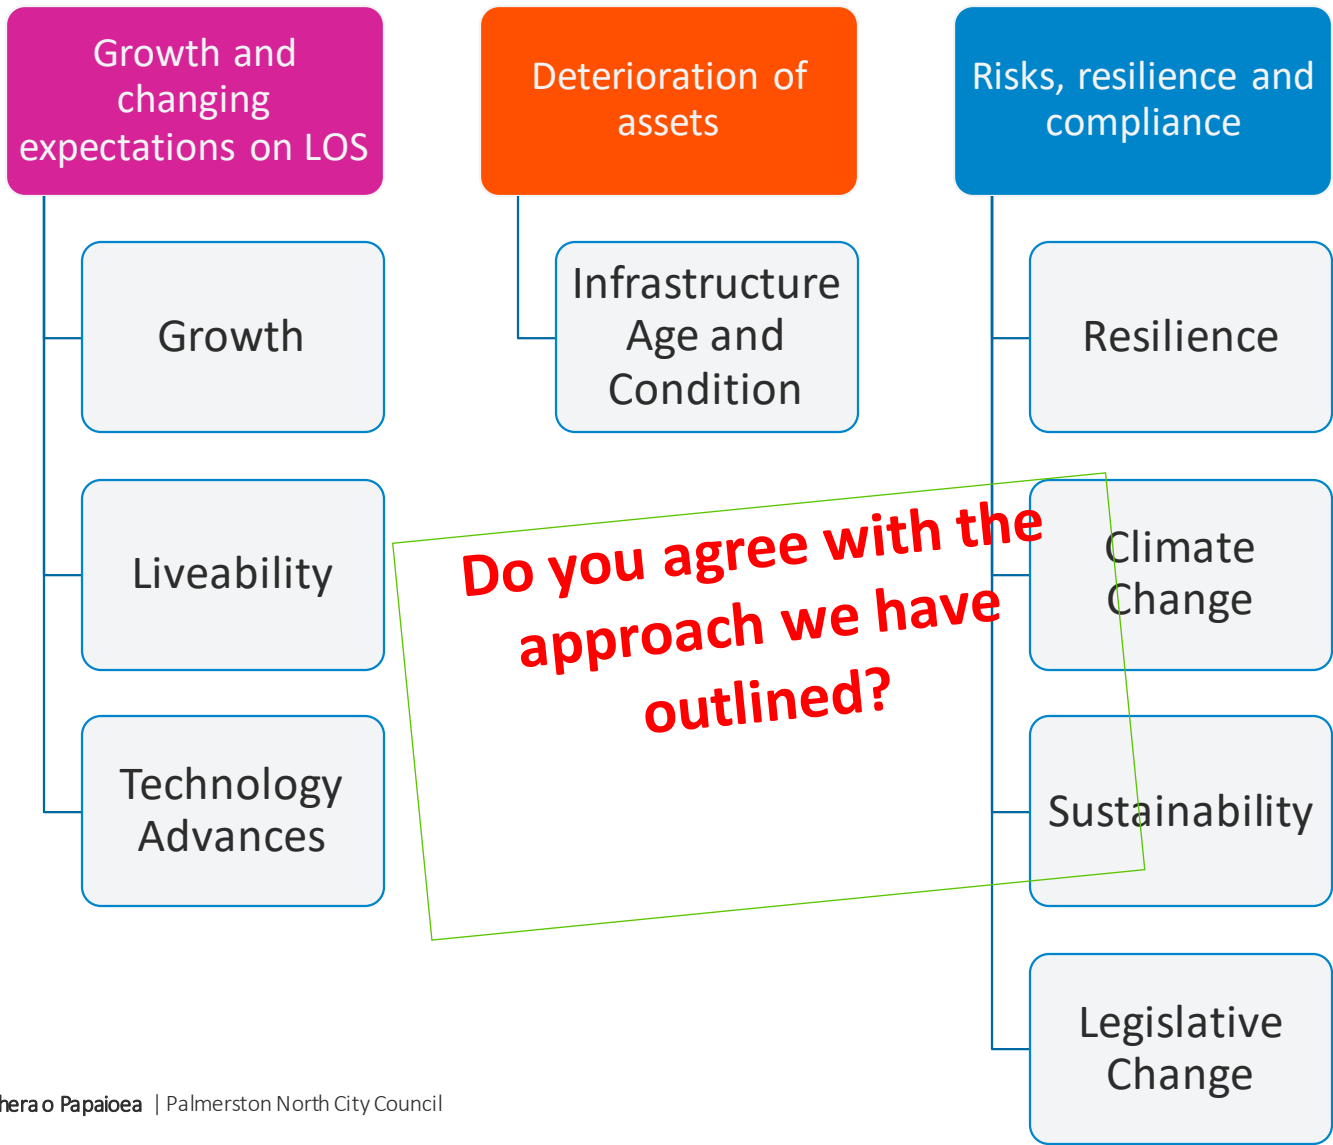 Growth and
changing
expectations on LOS
Growth
Liveability
Technology
Advances
Deterioration of
assets
Infrastructure
Age and
Condition
Risks, resilience and
compliance
Resilience
Climate
Change
Sustainability
Legislative
Change
Do you agree with the
approach we have
outlined?
o Papaioea | Palmerston North City Council